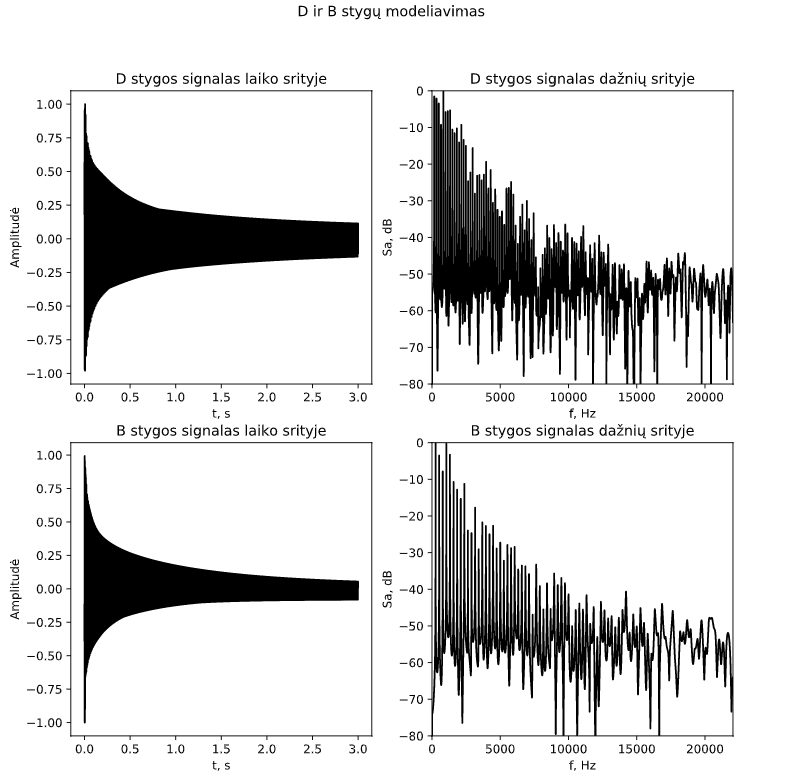 D ir B stygų modeliavimas
D stygos signalas laiko srityje
Amplitudė
1.00
0.75
0.50
0.25
0.00
−0.25
−0.50
−0.75
−1.00
0.0 0.5 1.0 1.5 2.0 2.5 3.0
t, s
D stygos signalas dažnių srityje
Sa, dB
0
−10
−20
−30
−40
−50
−60
−70
−80
0 5000 10000 15000 20000
f, Hz
B stygos signalas laiko srityje
Amplitudė
1.00
0.75
0.50
0.25
0.00
−0.25
−0.50
−0.75
−1.00
0.0 0.5 1.0 1.5 2.0 2.5 3.0
t, s
B stygos signalas dažnių srityje
Sa, dB
0
−10
−20
−30
−40
−50
−60
−70
−80
0 5000 10000 15000 20000
f, Hz